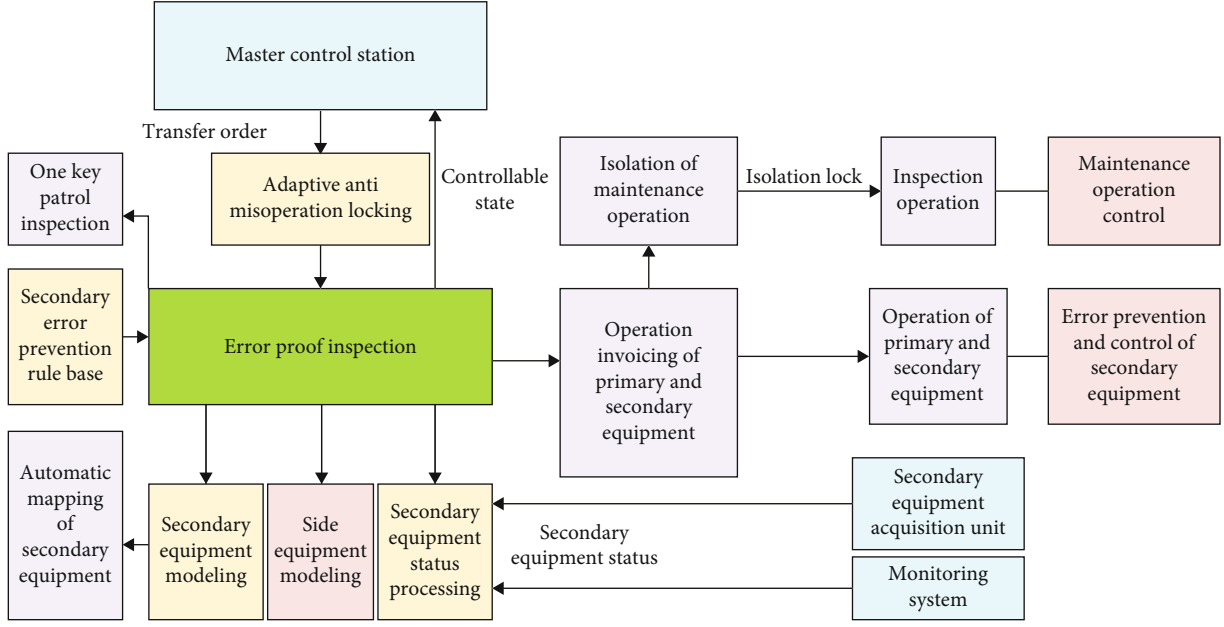 Master control station
Transfer order
One key
patrol
inspection
Adaptive anti
misoperation locking
Controllable
state
Isolation of
maintenance
operation
Isolation lock
Inspection
operation
Maintenance
operation
control
Secondary
error
prevention
rule base
Error proof inspection
Operation
invoicing of
primary and
secondary
equipment
Operation of
primary and
secondary
equipment
Error prevention
and control of
secondary
equipment
Automatic
mapping
of
secondary
equipment
Secondary
equipment
modeling
Side
equipment
modeling
Secondary
equipment
status
processing
Secondary
equipment status
Secondary
equipment
acquisition unit
Monitoring
system